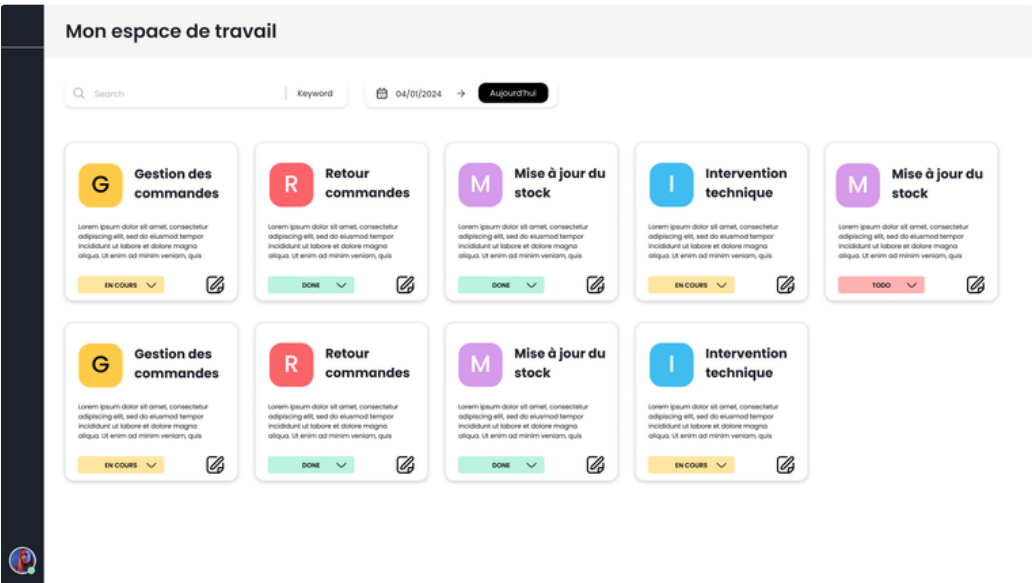 Mon espace de travail
Search
Keyword
04/01/2024
Aujourd'hui
G
Gestion des
commandes
Lorem ipsum dolor sit amet, consectetur
adipiscing elit, sed do eiusmod tempor
incididunt ut labore et dolore magna
aliqua. Ut enim ad minim veniam, quis
EN COURS
R
Retour
commandes
Lorem ipsum dolor sit amet, consectetur
adipiscing elit, sed do eiusmod tempor
incididunt ut labore et dolore magna
aliqua. Ut enim ad minim veniam, quis
DONE
M
Mise à jour du
stock
Lorem ipsum dolor sit amet, consectetur
adipiscing elit, sed do eiusmod tempor
incididunt ut labore et dolore magna
aliqua. Ut enim ad minim veniam, quis
DONE
I
Intervention
technique
Lorem ipsum dolor sit amet, consectetur
adipiscing elit, sed do eiusmod tempor
incididunt ut labore et dolore magna
aliqua. Ut enim ad minim veniam, quis
EN COURS
M
Mise à jour du
stock
Lorem ipsum dolor sit amet, consectetur
adipiscing elit, sed do eiusmod tempor
incididunt ut labore et dolore magna
aliqua. Ut enim ad minim veniam, quis
TODO
G
Gestion des
commandes
Lorem ipsum dolor sit amet, consectetur
adipiscing elit, sed do eiusmod tempor
incididunt ut labore et dolore magna
aliqua. Ut enim ad minim veniam, quis
EN COURS
R
Retour
commandes
Lorem ipsum dolor sit amet, consectetur
adipiscing elit, sed do eiusmod tempor
incididunt ut labore et dolore magna
aliqua. Ut enim ad minim veniam, quis
DONE
M
Mise à jour du
stock
Lorem ipsum dolor sit amet, consectetur
adipiscing elit, sed do eiusmod tempor
incididunt ut labore et dolore magna
aliqua. Ut enim ad minim veniam, quis
DONE
I
Intervention
technique
Lorem ipsum dolor sit amet, consectetur
adipiscing elit, sed do eiusmod tempor
incididunt ut labore et dolore magna
aliqua. Ut enim ad minim veniam, quis
EN COURS